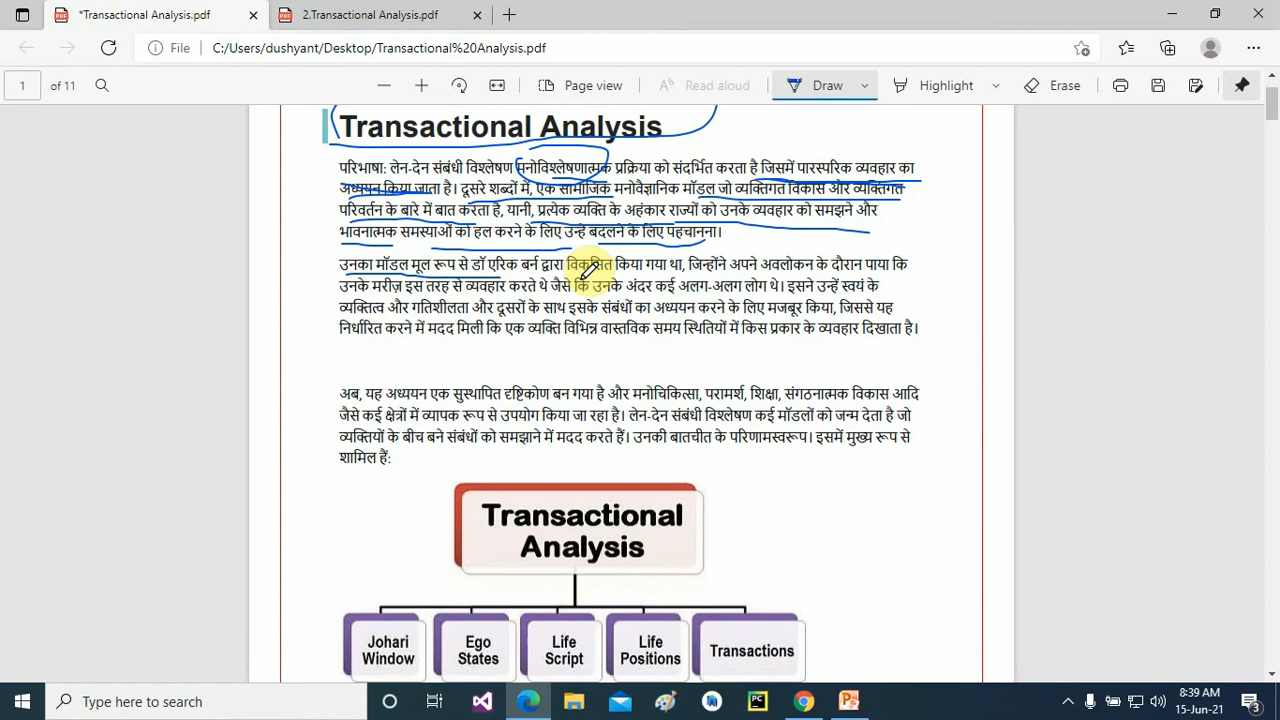 *Transactional Analysis.pdf
2.Transactional Analysis.pdf
File C:/Users/dushyant/Desktop/Transactional%20Analysis.pdf
1 of 11
Page view
Read aloud
Draw
Highlight
Erase
Transactional Analysis
परिभाषा: लेन-देन संबंधी विश्लेषण मनोविश्लेषणात्मक प्रक्रिया को संदर्भित करता है जिसमें पारस्परिक व्यवहार का
अध्ययन किया जाता है। दूसरे शब्दों में, एक सामाजिक मनोवैज्ञानिक मॉडल जो व्यक्तिगत विकास और व्यक्तिगत
परिवर्तन के बारे में बात करता है, यानी, प्रत्येक व्यक्ति के अहंकार राज्यों को उनके व्यवहार को समझने और
भावनात्मक समस्याओं को हल करने के लिए उन्हें बदलने के लिए पहचानना।
उनका मॉडल मूल रूप से डॉ एरिक बर्न द्वारा विकसित किया गया था, जिन्होंने अपने अवलोकन के दौरान पाया कि
उनके मरीज़ इस तरह से व्यवहार करते थे जैसे कि उनके अंदर कई अलग-अलग लोग थे। इसने उन्हें स्वयं के
व्यक्तित्व और गतिशीलता और दूसरों के साथ इसके संबंधों का अध्ययन करने के लिए मजबूर किया, जिससे यह
निर्धारित करने में मदद मिली कि एक व्यक्ति विभिन्न वास्तविक समय स्थितियों में किस प्रकार के व्यवहार दिखाता है।
अब, यह अध्ययन एक सुस्थापित दृष्टिकोण बन गया है और मनोचिकित्सा, परामर्श, शिक्षा, संगठनात्मक विकास आदि
जैसे कई क्षेत्रों में व्यापक रूप से उपयोग किया जा रहा है। लेन-देन संबंधी विश्लेषण कई मॉडलों को जन्म देता है जो
व्यक्तियों के बीच बने संबंधों को समझाने में मदद करते हैं। उनकी बातचीत के परिणामस्वरूप। इसमें मुख्य रूप से
शामिल हैं:
Transactional
Analysis
Johari
Window
Ego
States
Life
Script
Life
Positions
Transactions
Type here to search
8:39 AM
15-Jun-21
3